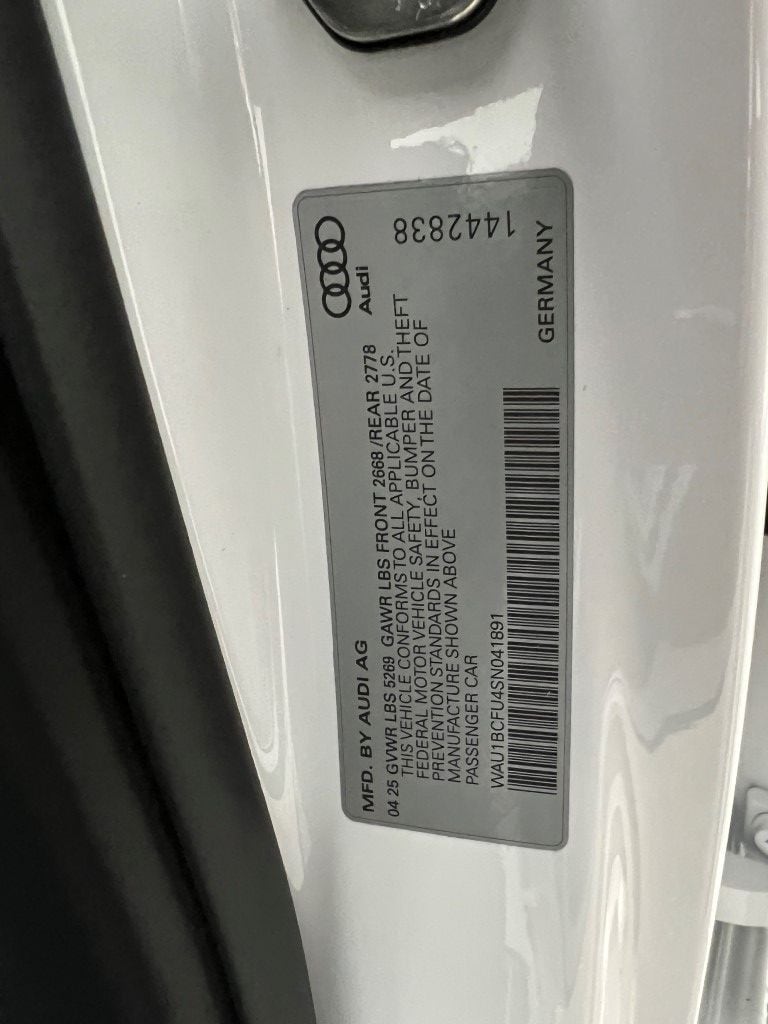 MFD. BY AUDI AG
Audi
04 25 GVWR LBS 5269 GAWR LBS FRONT 2668 /REAR 2778
THIS VEHICLE CONFORMS TO ALL APPLICABLE U.S.
FEDERAL MOTOR VEHICLE SAFETY, BUMPER AND THEFT
PREVENTION STANDARDS IN EFFECT ON THE DATE OF
MANUFACTURE SHOWN ABOVE
PASSENGER CAR
WAU1BCFU4SN041891
1442838
GERMANY